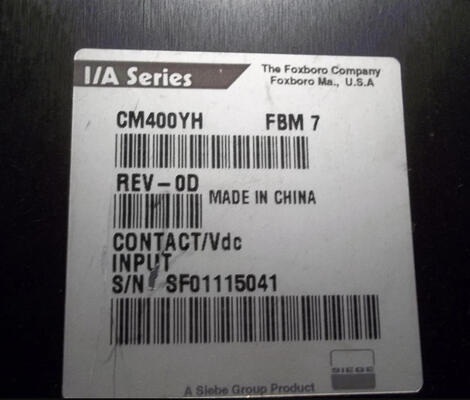 I/A Series
The Foxboro Company
Foxboro Ma., U.S.A
CM400YH FBM 7
REV-0D
MADE IN CHINA
CONTACT/Vdc
INPUT
S/N SF01115041
SIEBE
A Siebe Group Product